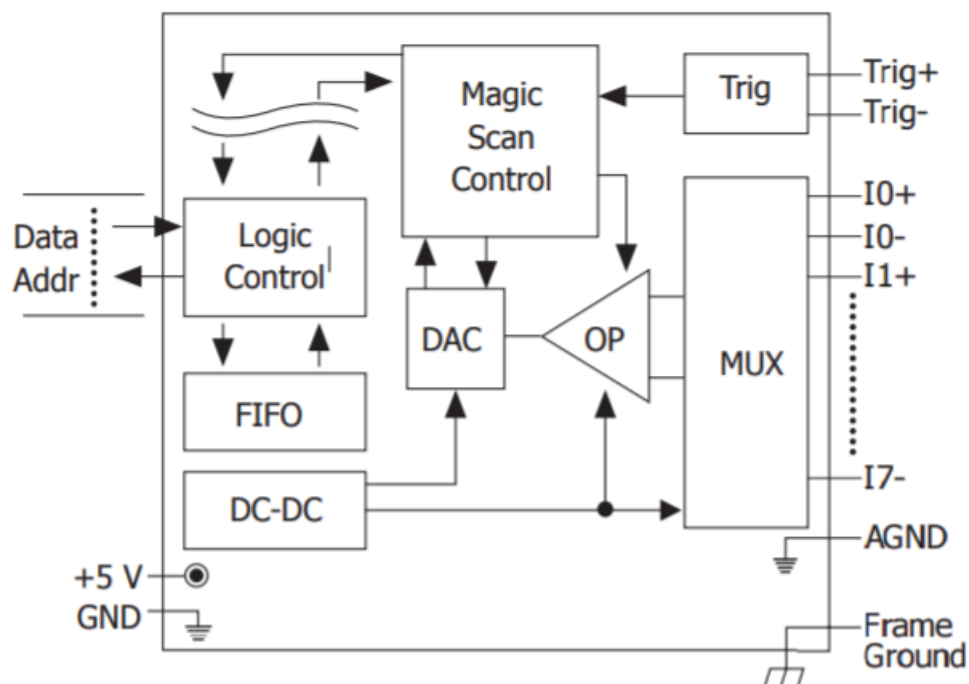 Magic
Scan
Control
Trig
Trig+
Trig-
Data
Addr
Logic
Control
I0+
I0-
I1+
DAC
OP
MUX
FIFO
I7-
DC-DC
AGND
+5 V
GND
Frame
Ground